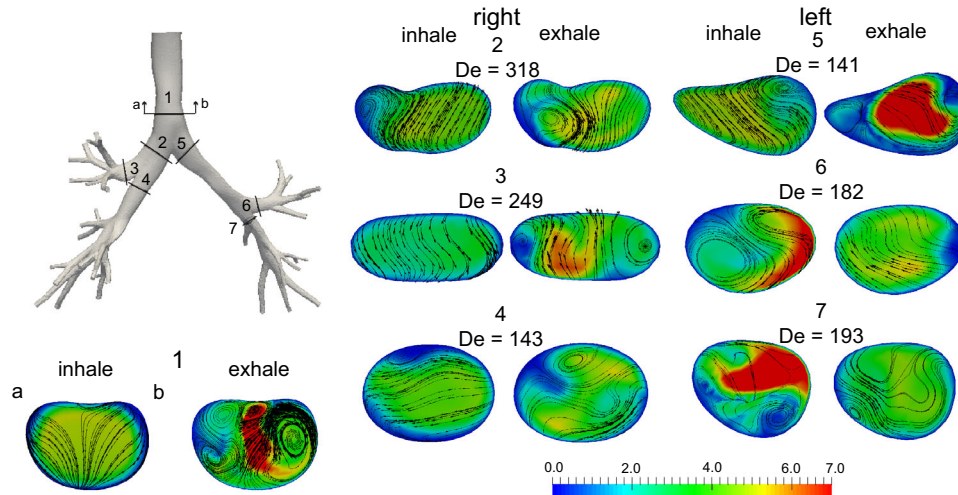 right
inhale
exhale
2
De = 318
3
De = 249
4
De = 143
left
inhale
exhale
5
De = 141
6
De = 182
7
De = 193
a
b
1
2
5
3
4
6
7
inhale
1
exhale
a
b
0.0
2.0
4.0
6.0
7.0